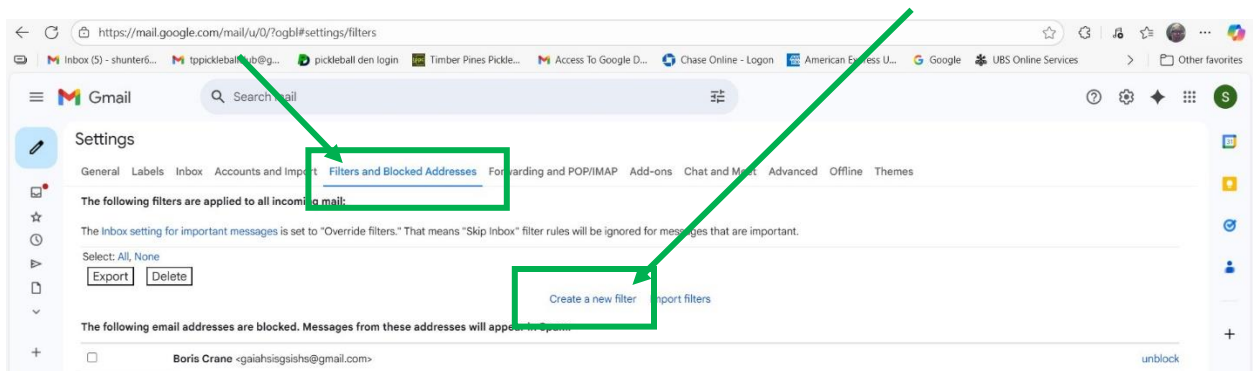 https://mail.google.com/mail/u/0/?ogbl#settings/filters
Inbox (5) - shunter6... tppickleball ub@g... pickleball den login Timber Pines Pickle... Access To Google D... Chase Online - Logon American Express U... Google UBS Online Services Other favorites
Gmail Search mail S
Settings
General Labels Inbox Accounts and Import Filters and Blocked Addresses Forwarding and POP/IMAP Add-ons Chat and Meet Advanced Offline Themes
The following filters are applied to all incoming mail:
The Inbox setting for important messages is set to "Override filters." That means "Skip Inbox" filter rules will be ignored for messages that are important.
Select: All, None
Export Delete
Create a new filter Import filters
The following email addresses are blocked. Messages from these addresses will appear in Spam:
Boris Crane <gaiahsisgsishs@gmail.com> unblock